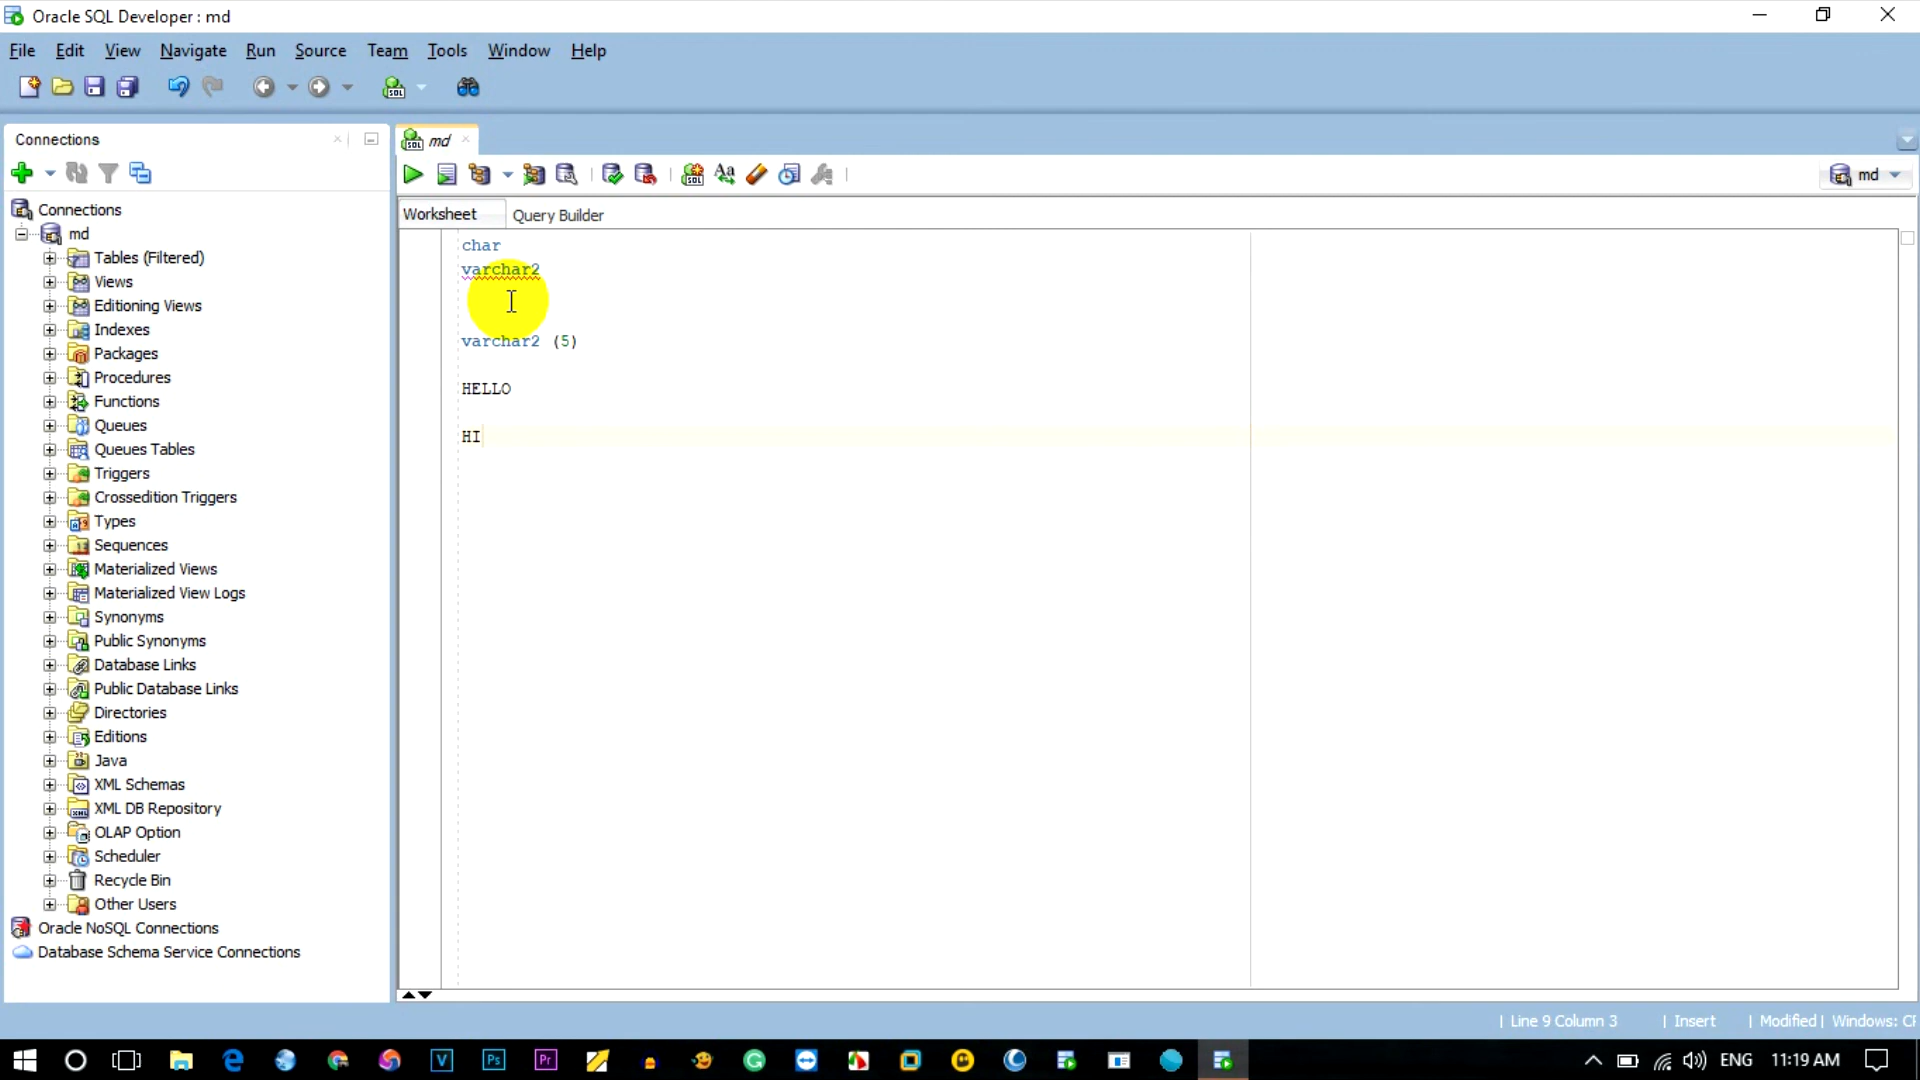 Oracle SQL Developer : md
File Edit View Navigate Run Source Team Tools Window Help
Connections
md
md
Worksheet
Query Builder
Connections
md
Tables (Filtered)
Views
Editioning Views
Indexes
Packages
Procedures
Functions
Queues
Queues Tables
Triggers
Crossedition Triggers
Types
Sequences
Materialized Views
Materialized View Logs
Synonyms
Public Synonyms
Database Links
Public Database Links
Directories
Editions
Java
XML Schemas
XML DB Repository
OLAP Option
Scheduler
Recycle Bin
Other Users
Oracle NoSQL Connections
Database Schema Service Connections
char
varchar2
varchar2 (5)
HELLO
HI
| Line 9 Column 3 | Insert | Modified | Windows: CF
ENG 11:19 AM